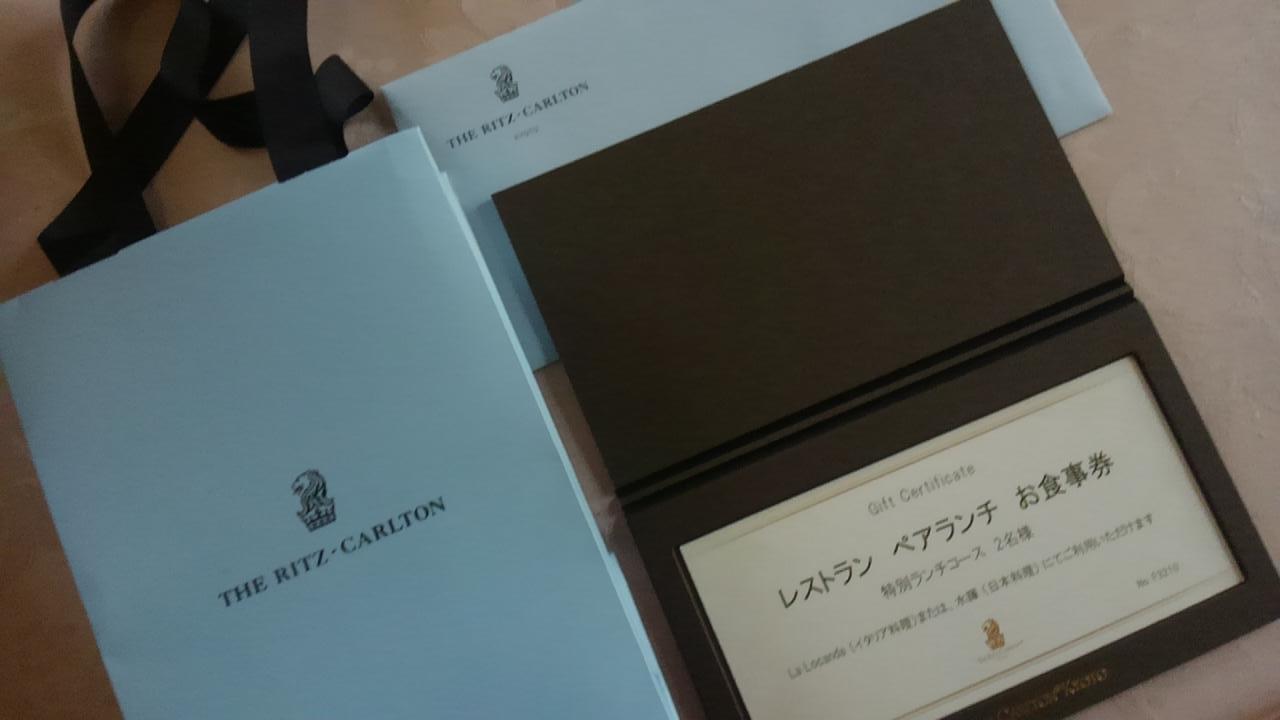 THE RITZ-CARLTON
THE RITZ-CARLTON
Gift Certificate
レストラン ペアランチ お食事券
特別ランチコース 2名様
La Locanda (イタリア料理)または、水暉(日本料理)にてご利用いただけます